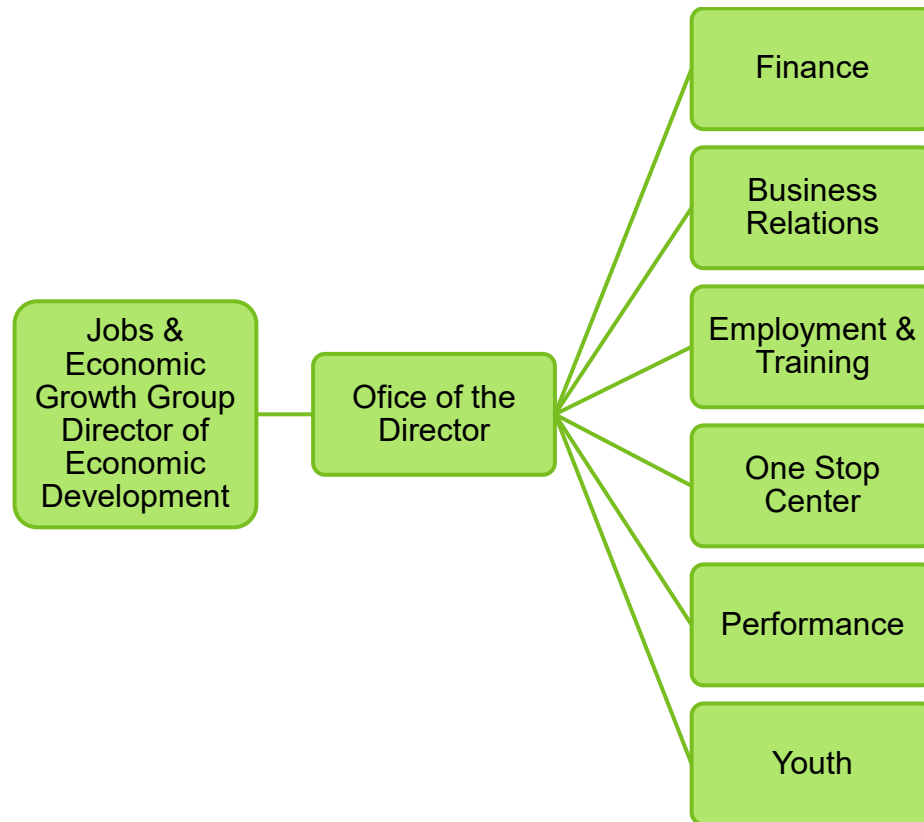 Jobs &
Economic
Growth Group
Director of
Economic
Development
Ofice of the
Director
Finance
Business
Relations
Employment &
Training
One Stop
Center
Performance
Youth